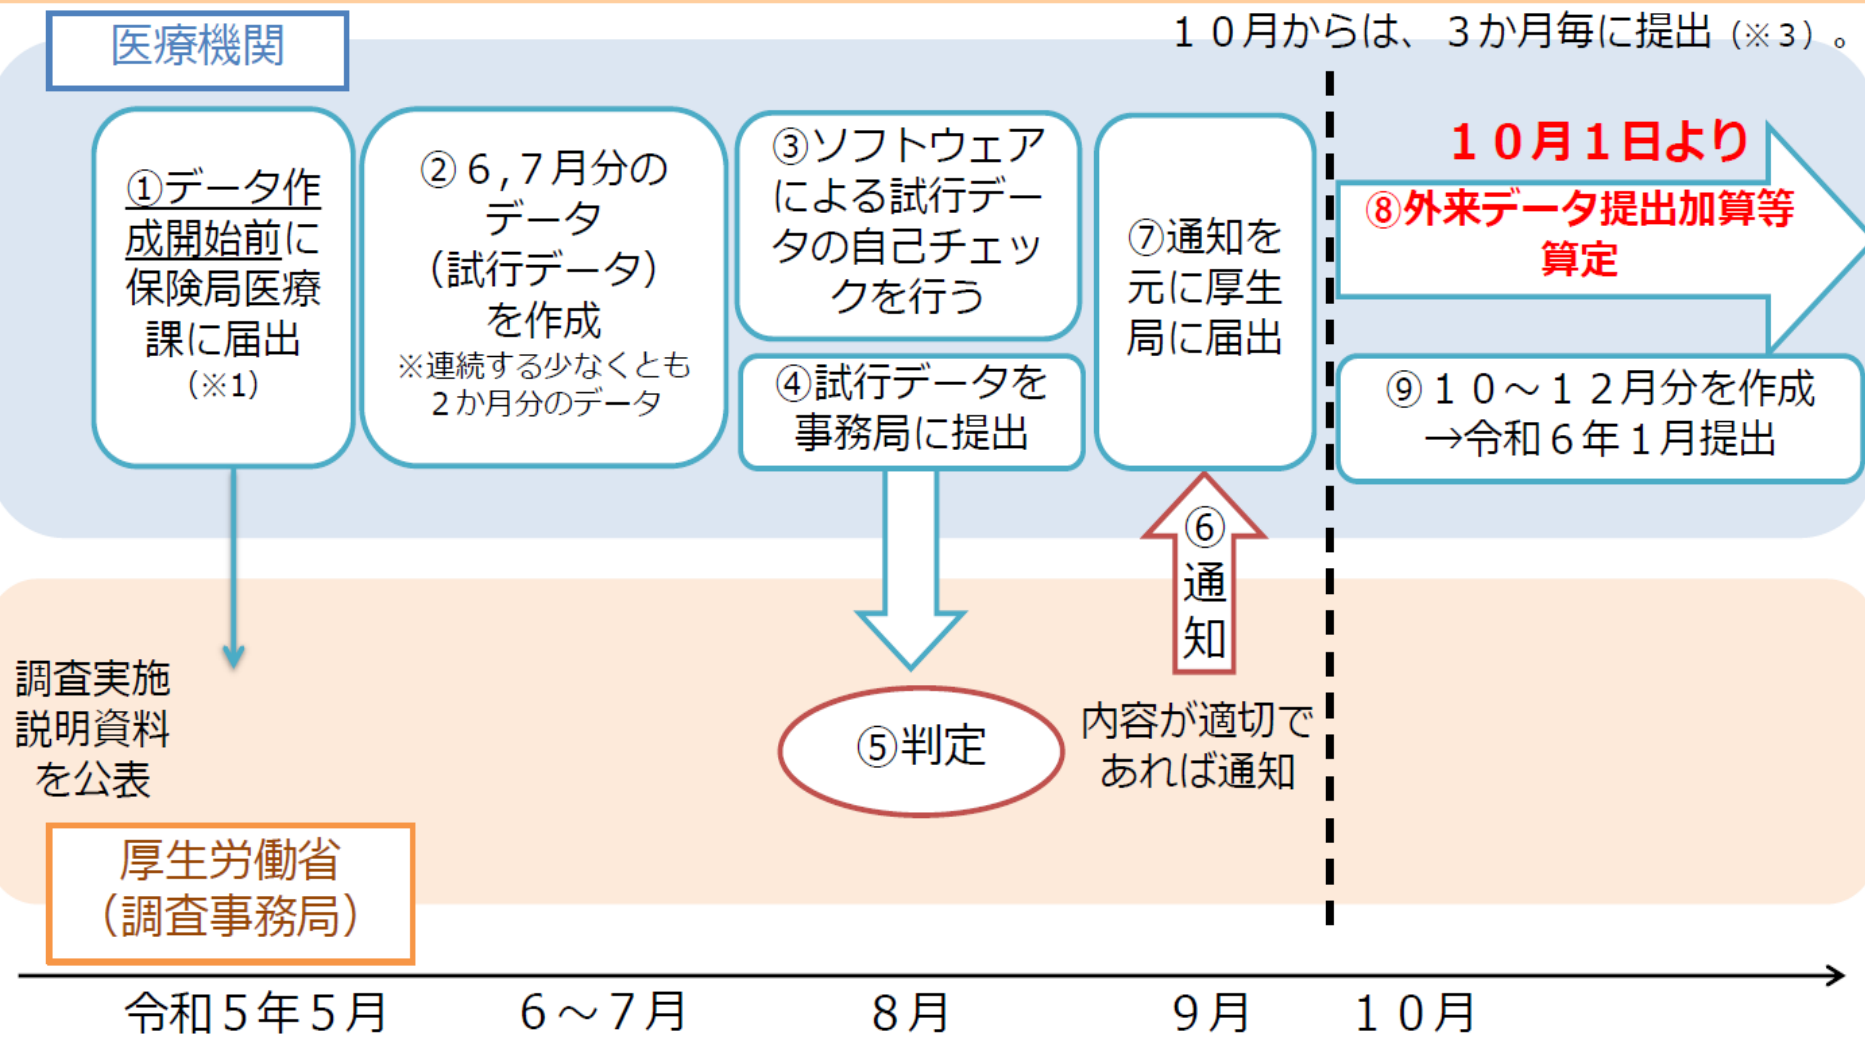 医療機関
１０月からは、３か月毎に提出（※３）。
①データ作
成開始前に
保険局医療
課に届出
（※1）
②６,７月分の
データ
（試行データ）
を作成
※連続する少なくとも
２か月分のデータ
③ソフトウェア
による試行デー
タの自己チェッ
クを行う
④試行データを
事務局に提出
⑦通知を
元に厚生
局に届出
１０月１日より
⑧外来データ提出加算等
算定
⑨１０～１２月分を作成
→令和６年１月提出
⑥
通
知
調査実施
説明資料
を公表
⑤判定
内容が適切で
あれば通知
厚生労働省
（調査事務局）
令和５年５月
６～７月
８月
９月
１０月